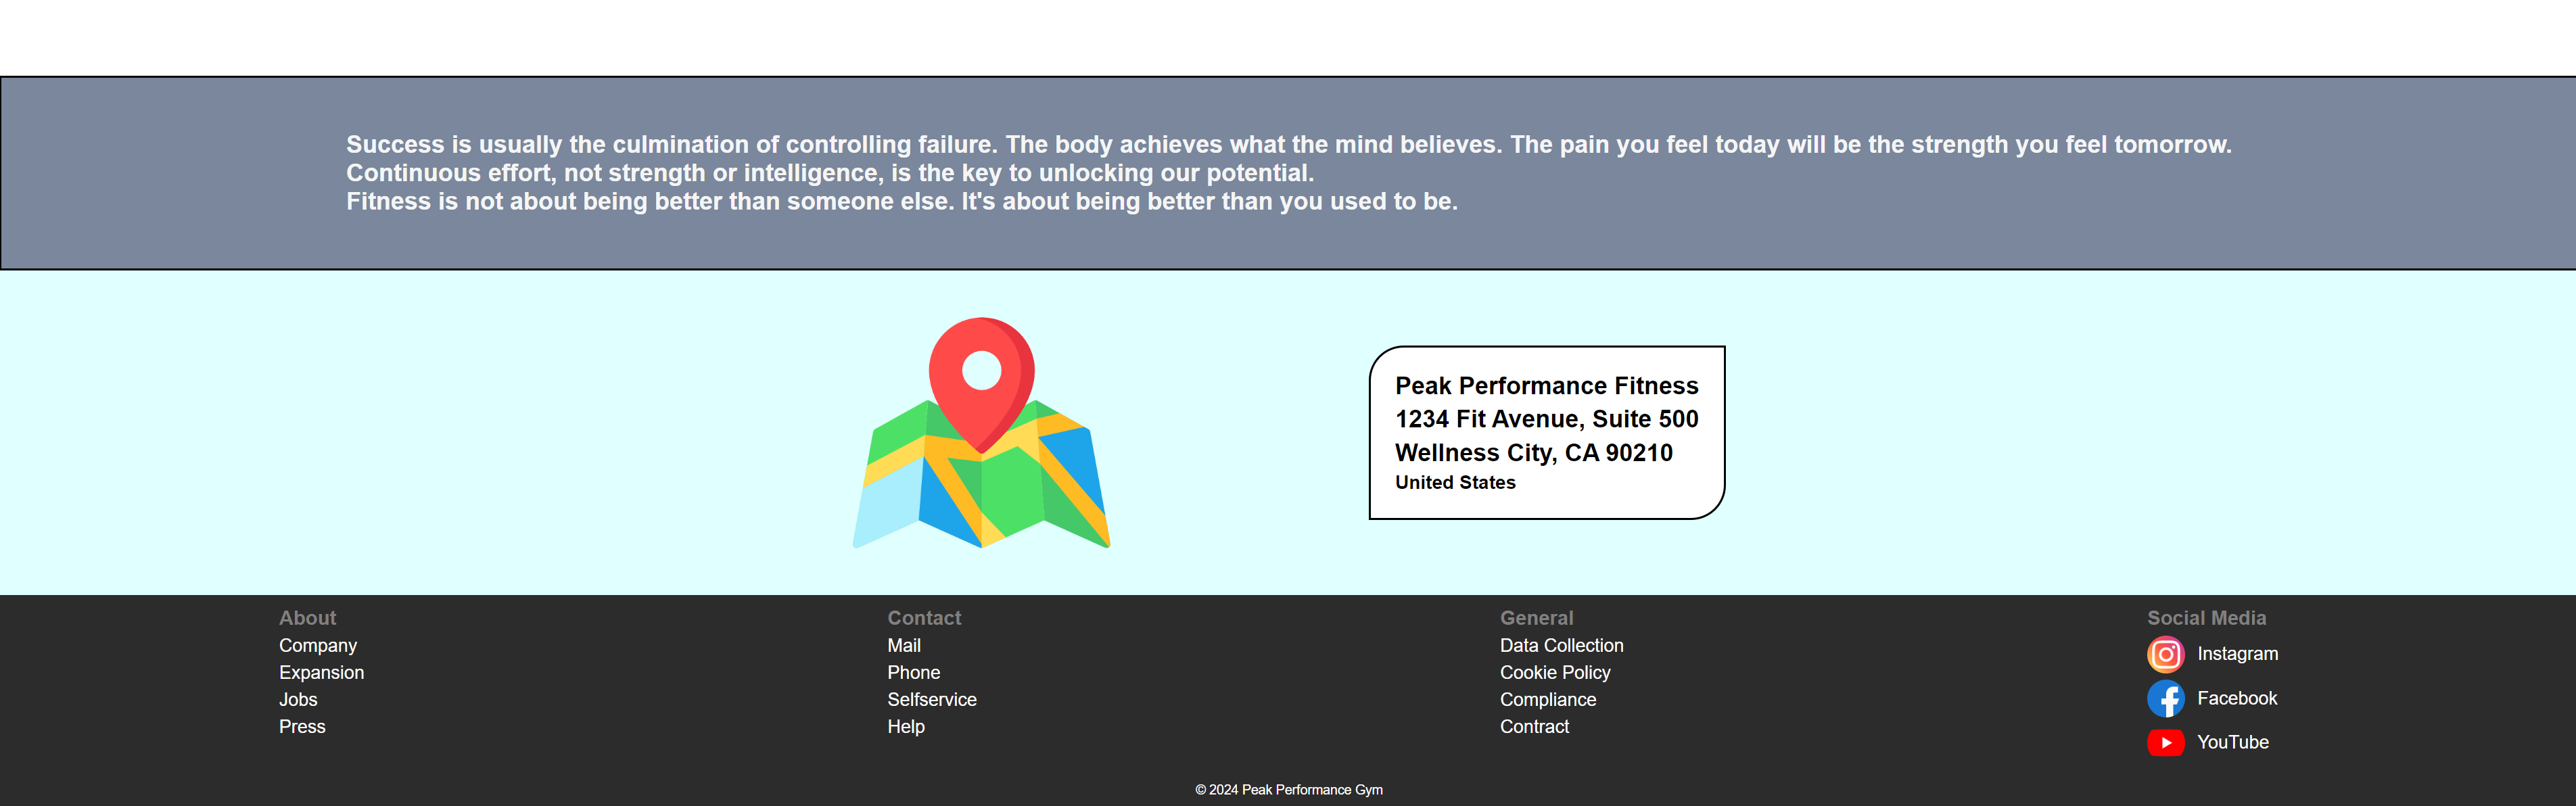 Success is usually the culmination of controlling failure. The body achieves what the mind believes. The pain you feel today will be the strength you feel tomorrow.
Continuous effort, not strength or intelligence, is the key to unlocking our potential.
Fitness is not about being better than someone else. It's about being better than you used to be.
Peak Performance Fitness
1234 Fit Avenue, Suite 500
Wellness City, CA 90210
United States
About
Company
Expansion
Jobs
Press
Contact
Mail
Phone
Selfservice
Help
General
Data Collection
Cookie Policy
Compliance
Contract
Social Media
Instagram
Facebook
YouTube
© 2024 Peak Performance Gym